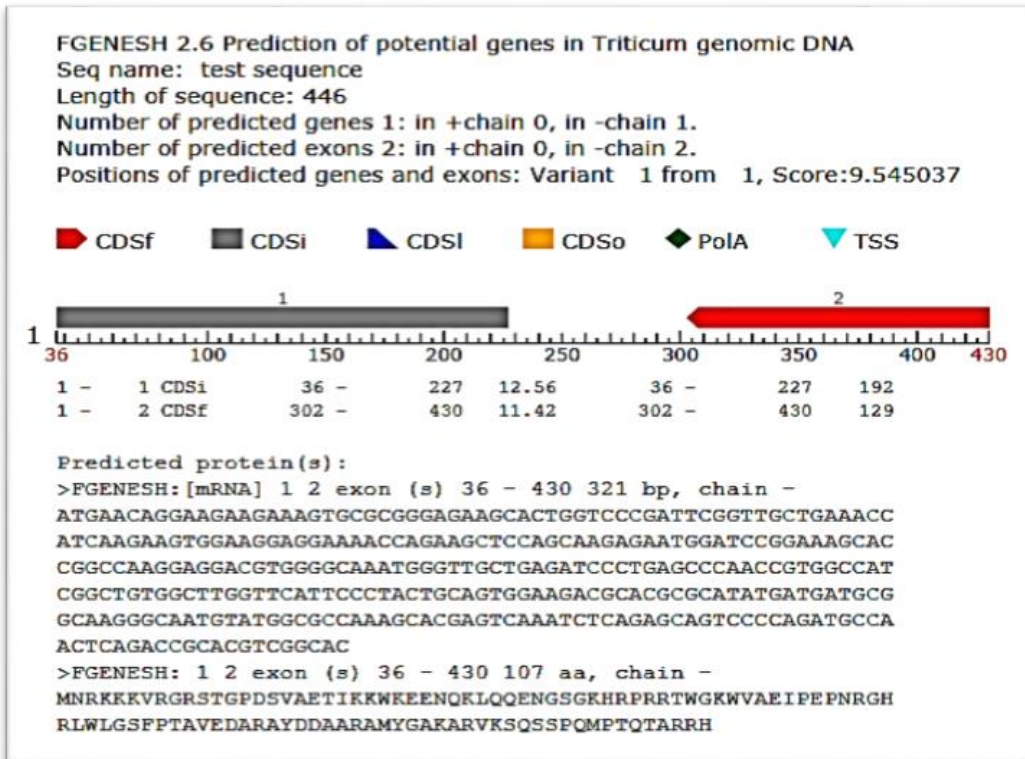 FGENESH 2.6 Prediction of potential genes in Triticum genomic DNA
Seq name: test sequence
Length of sequence: 446
Number of predicted genes 1: in +chain 0, in -chain 1.
Number of predicted exons 2: in +chain 0, in -chain 2.
Positions of predicted genes and exons: Variant 1 from 1, Score:9.545037
CDSf CDSi CDSl CDSo PolA TSS
1 2
1
36 100 150 200 250 300 350 400 430
1 - 1 CDSi 36 - 227 12.56 36 - 227 192
1 - 2 CDSf 302 - 430 11.42 302 - 430 129
Predicted protein(s):
>FGENESH:[mRNA] 1 2 exon (s) 36 - 430 321 bp, chain -
ATGAACAGGAAGAAGAAAGTGCGCGGGAGAAGCACTGGTCCCGATTCGGTTGCTGAAACC
ATCAAGAAGTGGAAGGAGGAAAACCAGAAGCTCCAGCAAGAGAATGGATCCGGAAAGCAC
CGGCCAAGGAGGACGTGGGGCAAATGGGTTGCTGAGATCCCTGAGCCCAACCGTGGCCAT
CGGCTGTGGCTTGGTTCATTCCCTACTGCAGTGGAAGACGCACGCGCATATGATGATGCG
GCAAGGGCAATGTATGGCGCCAAAGCACGAGTCAAATCTCAGAGCAGTCCCCAGATGCCA
ACTCAGACCGCACGTCGGCAC
>FGENESH: 1 2 exon (s) 36 - 430 107 aa, chain -
MNRKKKVRGRSTGPDSVAETIKKWKEENQKLQQENGSGKHRPRRTWGKWVAEIPEPNRGH
RLWLGSFPTAVEDARAYDDAARAMYGAKARVKSQSSPQMPTQTARRH